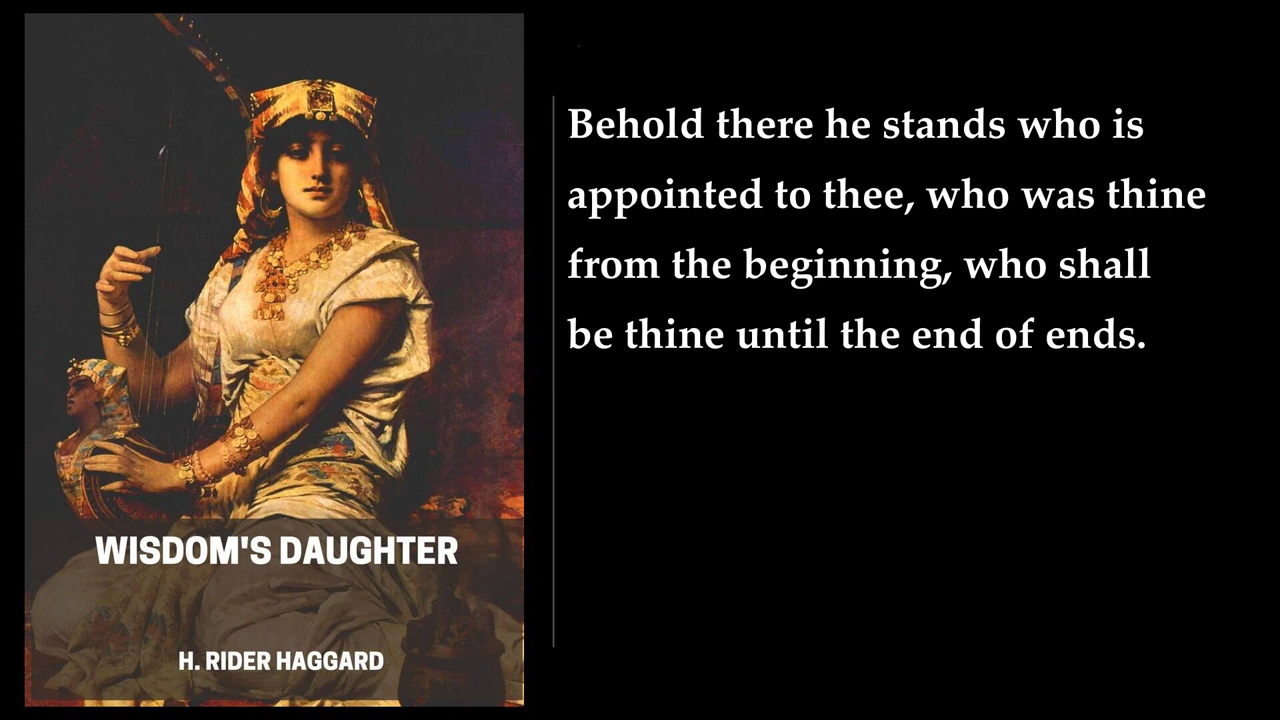 WISDOM'S DAUGHTER
H. RIDER HAGGARD
Behold there he stands who is
appointed to thee, who was thine
from the beginning, who shall
be thine until the end of ends.